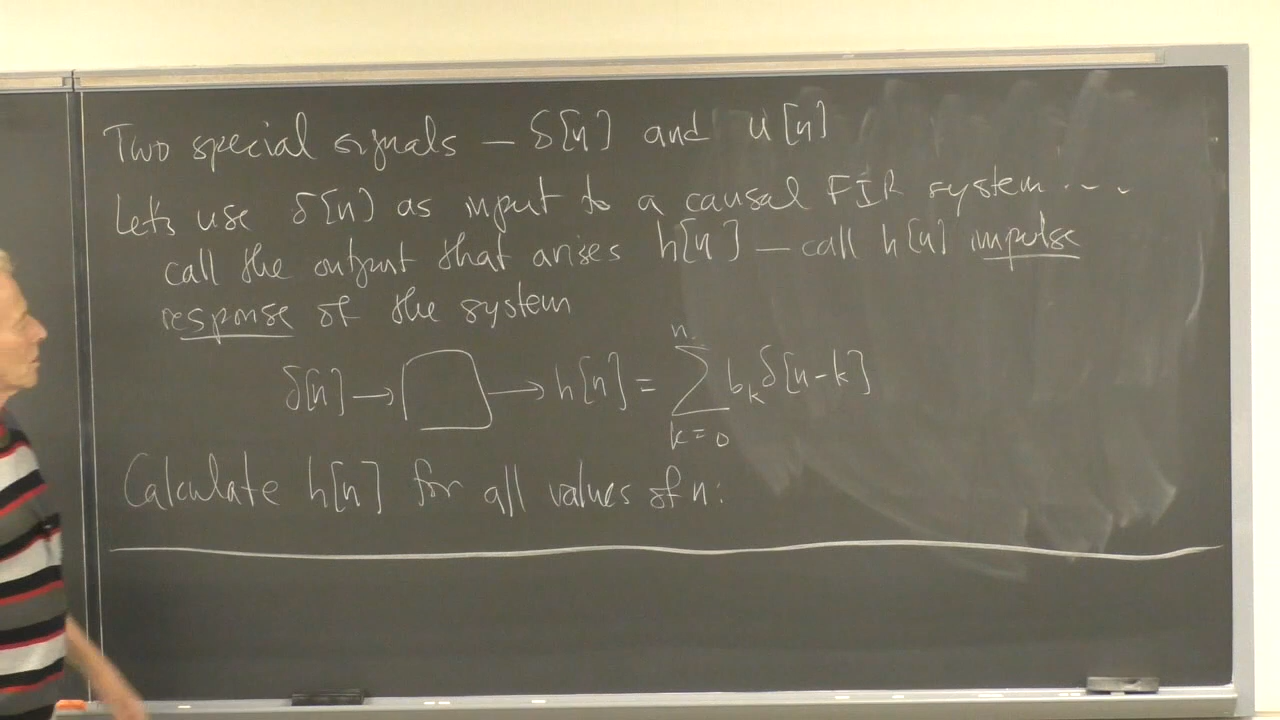 Two special signals – δ[n] and u[n]
Let's use δ[n] as input to a causal FIR system ...
call the output that arises h[n] – call h[n] impulse
response of the system
δ[n] → → h[n] = n ∑ k=0 b_k δ[n-k]
Calculate h[n] for all values of n: